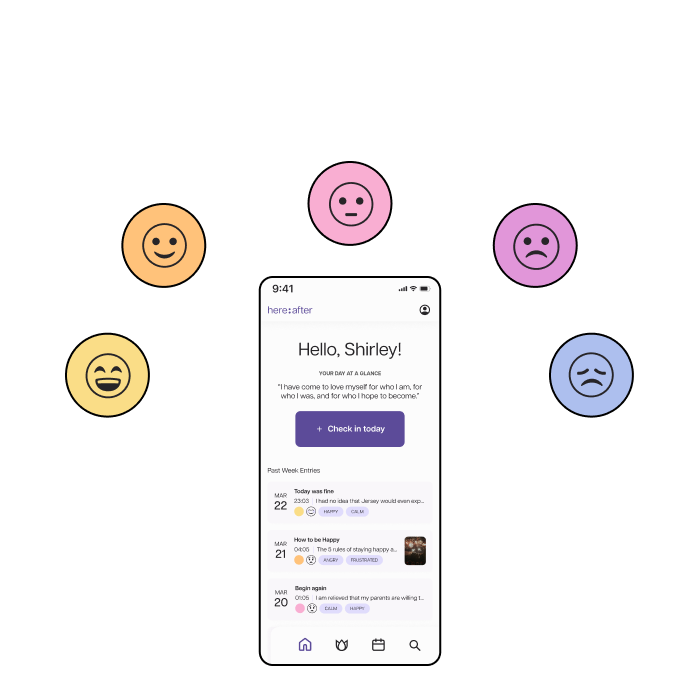 9:41
here:after
Hello, Shirley!
YOUR DAY AT A GLANCE
"I have come to love myself for who I am, for
who I was, and for who I hope to become."
+ Check in today
Past Week Entries
MAR
22
Today was fine
23:03 | I had no idea that Jersey would even exp...
HAPPY CALM
MAR
21
How to be Happy
04:05 | The 5 rules of staying happy a...
ANGRY FRUSTRATED
MAR
20
Begin again
01:05 | I am relieved that my parents are willing t...
CALM HAPPY